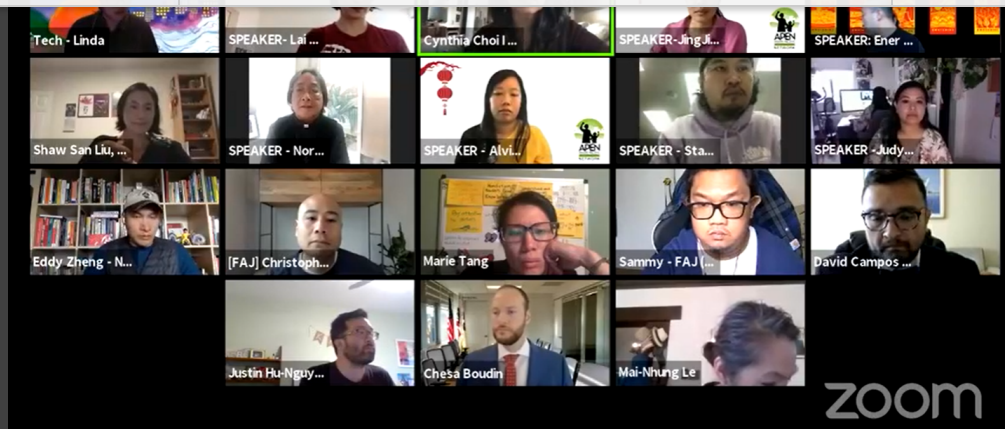 Tech - Linda
SPEAKER- Lai ...
Cynthia Choi I ...
SPEAKER-JingJi...
APEN
SPEAKER: Ener ...
Shaw San Liu, ...
SPEAKER - Nor...
SPEAKER - Alvi...
APEN
SPEAKER - Sta...
SPEAKER -Judy...
Eddy Zheng - N...
[FAJ] Christoph...
Marie Tang
Sammy - FAJ (...
David Campos ...
Justin Hu-Nguy...
Chesa Boudin
Mai-Nhung Le
zoom